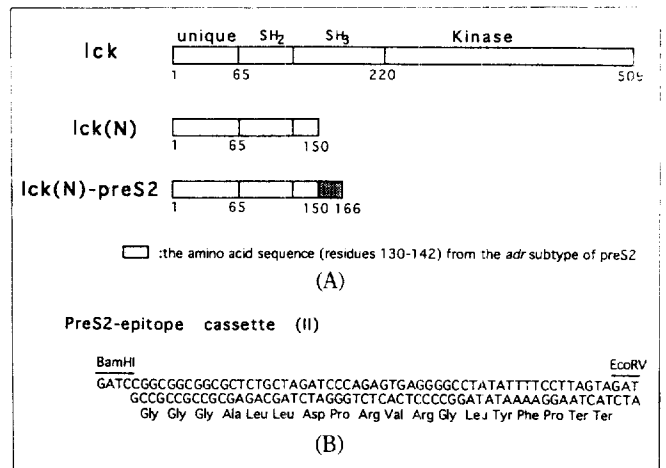 unique SH2 SH3 Kinase
lck
1 65 220 509
lck(N)
1 65 150
lck(N)-preS2
1 65 150 166
:the amino acid sequence (residues 130-142) from the adr subtype of preS2
(A)
PreS2-epitope cassette (II)
BamHI EcoRV
GATCCGGCGGCGGCGCTCTGCTAGATCCCAGAGTGAGGGGCCTATATTTTCCTTAGTAGAT
GCCGCCGCCGCGAGACGATCTAGGGTCTCACTCCCCGGATATAAAAGGAATCATCTA
Gly Gly Gly Ala Leu Leu Asp Pro Arg Val Arg Gly Leu Tyr Phe Pro Ter Ter
(B)